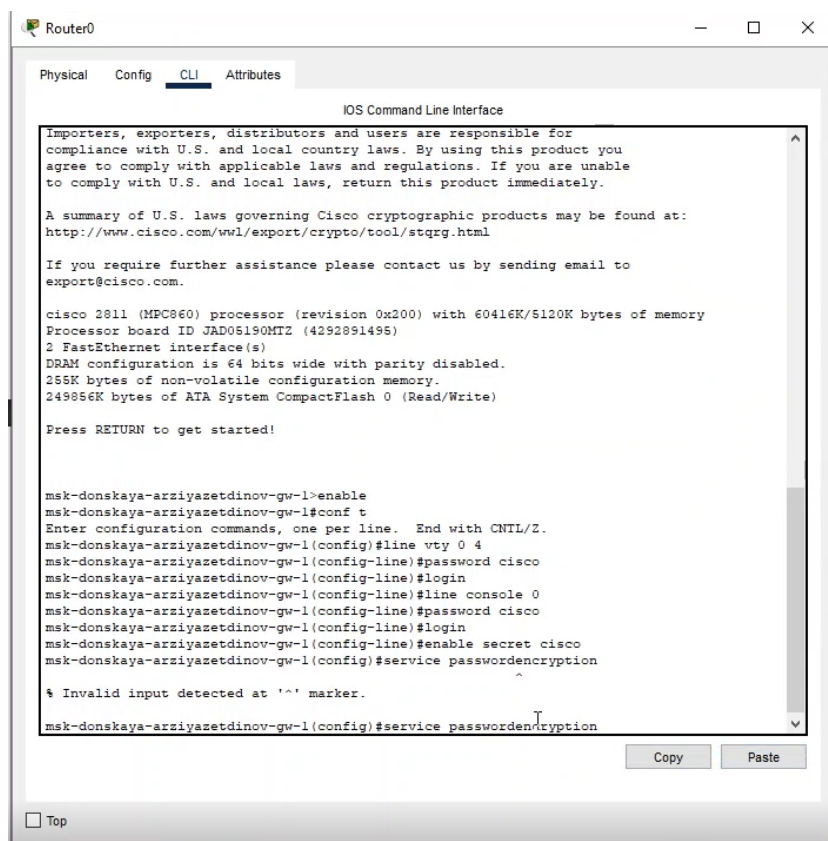 Router0
Physical Config CLI Attributes
IOS Command Line Interface
Importers, exporters, distributors and users are responsible for
compliance with U.S. and local country laws. By using this product you
agree to comply with applicable laws and regulations. If you are unable
to comply with U.S. and local laws, return this product immediately.
A summary of U.S. laws governing Cisco cryptographic products may be found at:
http://www.cisco.com/wwl/export/crypto/tool/stqrg.html
If you require further assistance please contact us by sending email to
export@cisco.com.
cisco 2811 (MPC860) processor (revision 0x200) with 60416K/5120K bytes of memory
Processor board ID JAD05190MTZ (4292891495)
2 FastEthernet interface(s)
DRAM configuration is 64 bits wide with parity disabled.
255K bytes of non-volatile configuration memory.
249856K bytes of ATA System CompactFlash 0 (Read/Write)
Press RETURN to get started!
msk-donskaya-arziyazetdinov-gw-1>enable
msk-donskaya-arziyazetdinov-gw-1#conf t
Enter configuration commands, one per line. End with CNTL/Z.
msk-donskaya-arziyazetdinov-gw-1(config)#line vty 0 4
msk-donskaya-arziyazetdinov-gw-1(config-line)#password cisco
msk-donskaya-arziyazetdinov-gw-1(config-line)#login
msk-donskaya-arziyazetdinov-gw-1(config-line)#line console 0
msk-donskaya-arziyazetdinov-gw-1(config-line)#password cisco
msk-donskaya-arziyazetdinov-gw-1(config-line)#login
msk-donskaya-arziyazetdinov-gw-1(config-line)#enable secret cisco
msk-donskaya-arziyazetdinov-gw-1(config)#service passwordencryption
^
% Invalid input detected at '^' marker.
msk-donskaya-arziyazetdinov-gw-1(config)#service passwordencryption
Copy Paste
Top